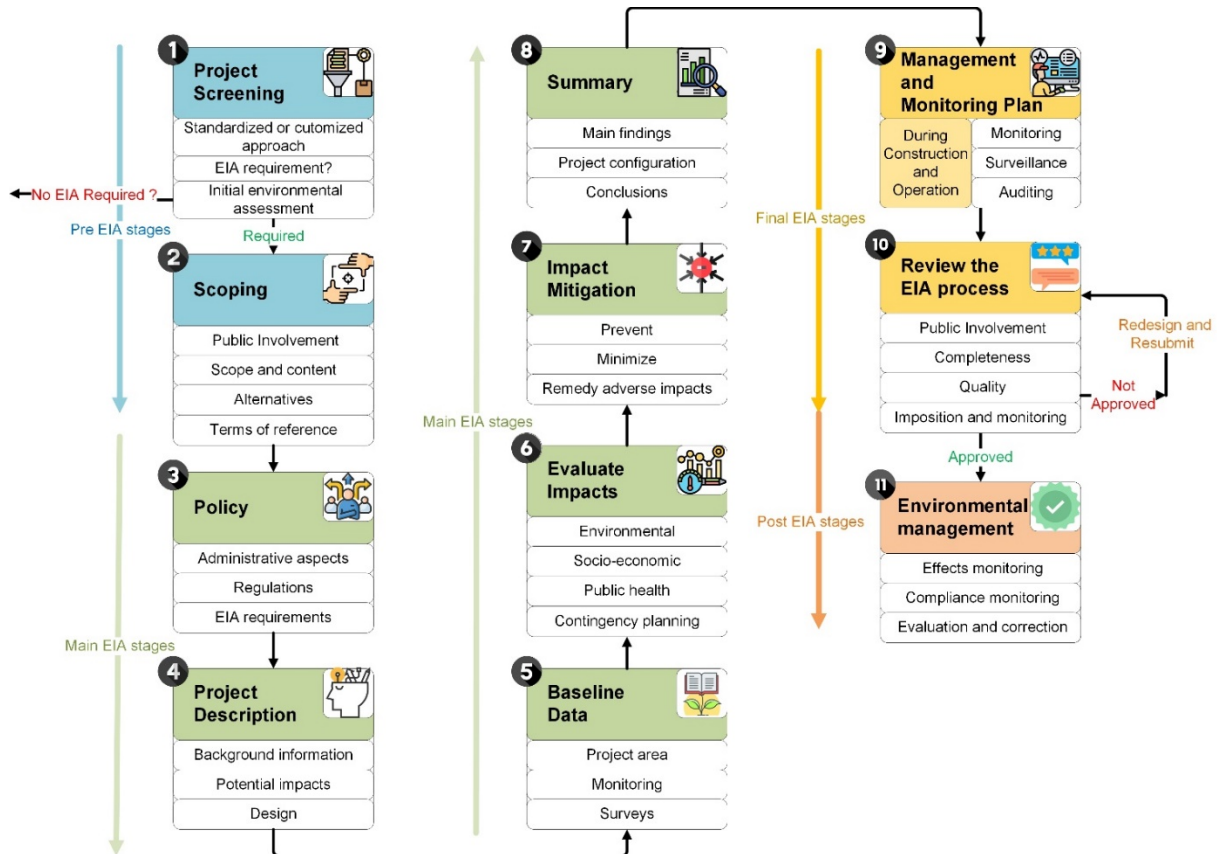 1
Project
Screening
Standardized or cutomized
approach
EIA requirement?
Initial environmental
assessment
No EIA Required ?
Pre EIA stages
Required
2
Scoping
Public Involvement
Scope and content
Alternatives
Terms of reference
3
Policy
Administrative aspects
Regulations
EIA requirements
Main EIA stages
4
Project
Description
Background information
Potential impacts
Design
5
Baseline
Data
Project area
Monitoring
Surveys
6
Evaluate
Impacts
Environmental
Socio-economic
Public health
Contingency planning
Main EIA stages
7
Impact
Mitigation
Prevent
Minimize
Remedy adverse impacts
8
Summary
Main findings
Project configuration
Conclusions
9
Management
and
Monitoring Plan
During
Construction
and
Operation
Monitoring
Surveillance
Auditing
Final EIA stages
10
Review the
EIA process
Public Involvement
Completeness
Quality
Imposition and monitoring
Redesign and
Resubmit
Not
Approved
Approved
Post EIA stages
11
Environmental
management
Effects monitoring
Compliance monitoring
Evaluation and correction